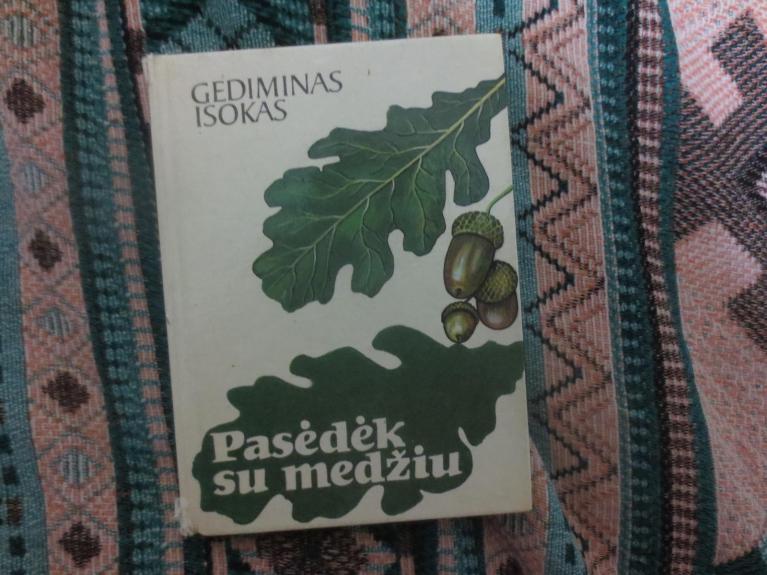 GEDIMINAS
ISOKAS
Pasėdėk
su medžiu